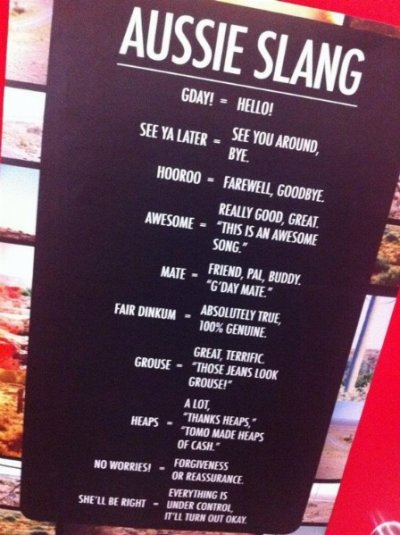 AUSSIE SLANG
GDAY! = HELLO!
SEE YA LATER = SEE YOU AROUND,
BYE.
HOOROO = FAREWELL, GOODBYE.
AWESOME = REALLY GOOD, GREAT.
"THIS IS AN AWESOME
SONG."
MATE = FRIEND, PAL, BUDDY.
"G'DAY MATE."
FAIR DINKUM = ABSOLUTELY TRUE,
100% GENUINE.
GROUSE = GREAT, TERRIFIC.
"THOSE JEANS LOOK
GROUSE!"
HEAPS = A LOT,
"THANKS HEAPS,"
"TOMO MADE HEAPS
OF CASH."
NO WORRIES! = FORGIVENESS
OR REASSURANCE.
SHE'LL BE RIGHT = EVERYTHING IS
UNDER CONTROL,
IT'LL TURN OUT OKAY.